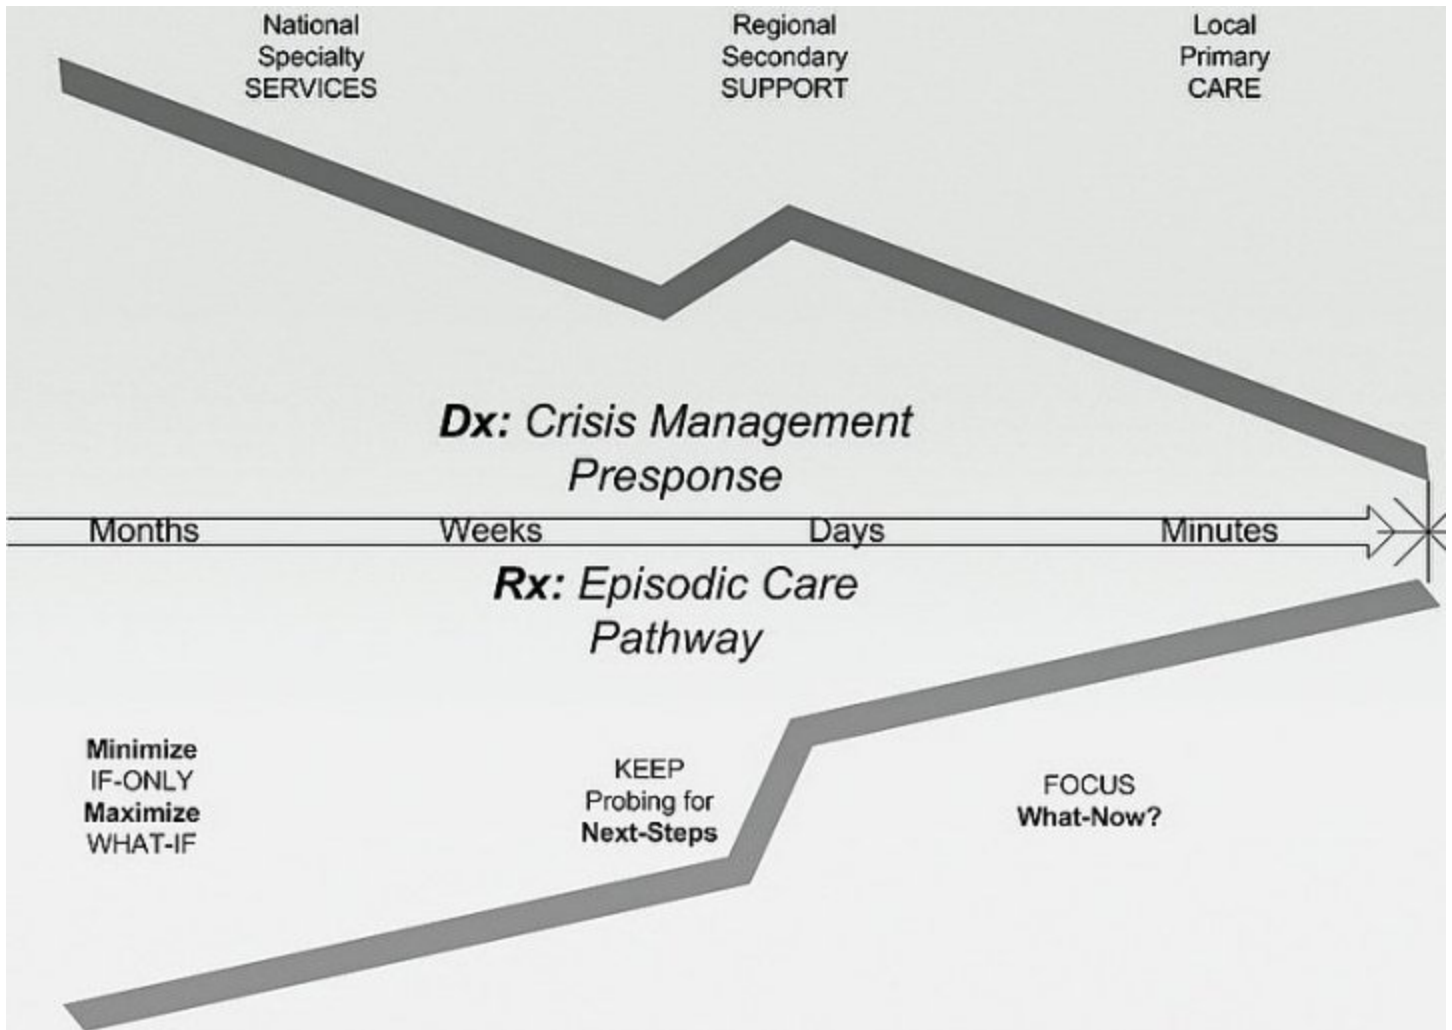 National
Specialty
SERVICES
Regional
Secondary
SUPPORT
Local
Primary
CARE
Dx: Crisis Management
Presponse
Months Weeks Days Minutes
Rx: Episodic Care
Pathway
Minimize
IF-ONLY
Maximize
WHAT-IF
KEEP
Probing for
Next-Steps
FOCUS
What-Now?